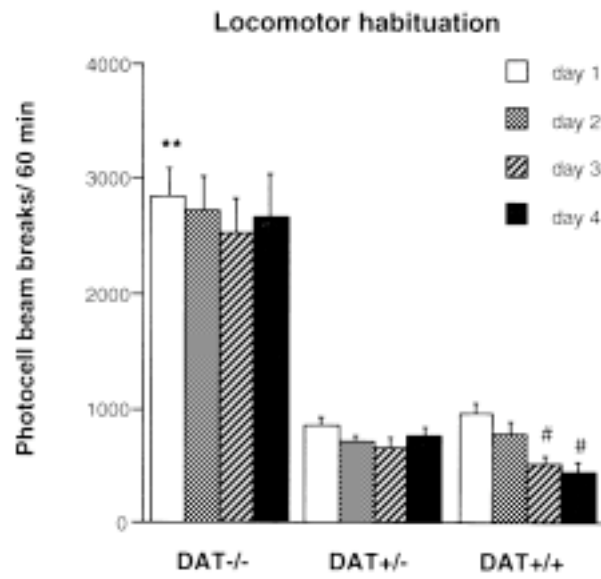 Locomotor habituation
Photocell beam breaks/ 60 min
4000
3000
2000
1000
0
day 1
day 2
day 3
day 4
**
#
#
DAT-/-
DAT+/-
DAT+/+